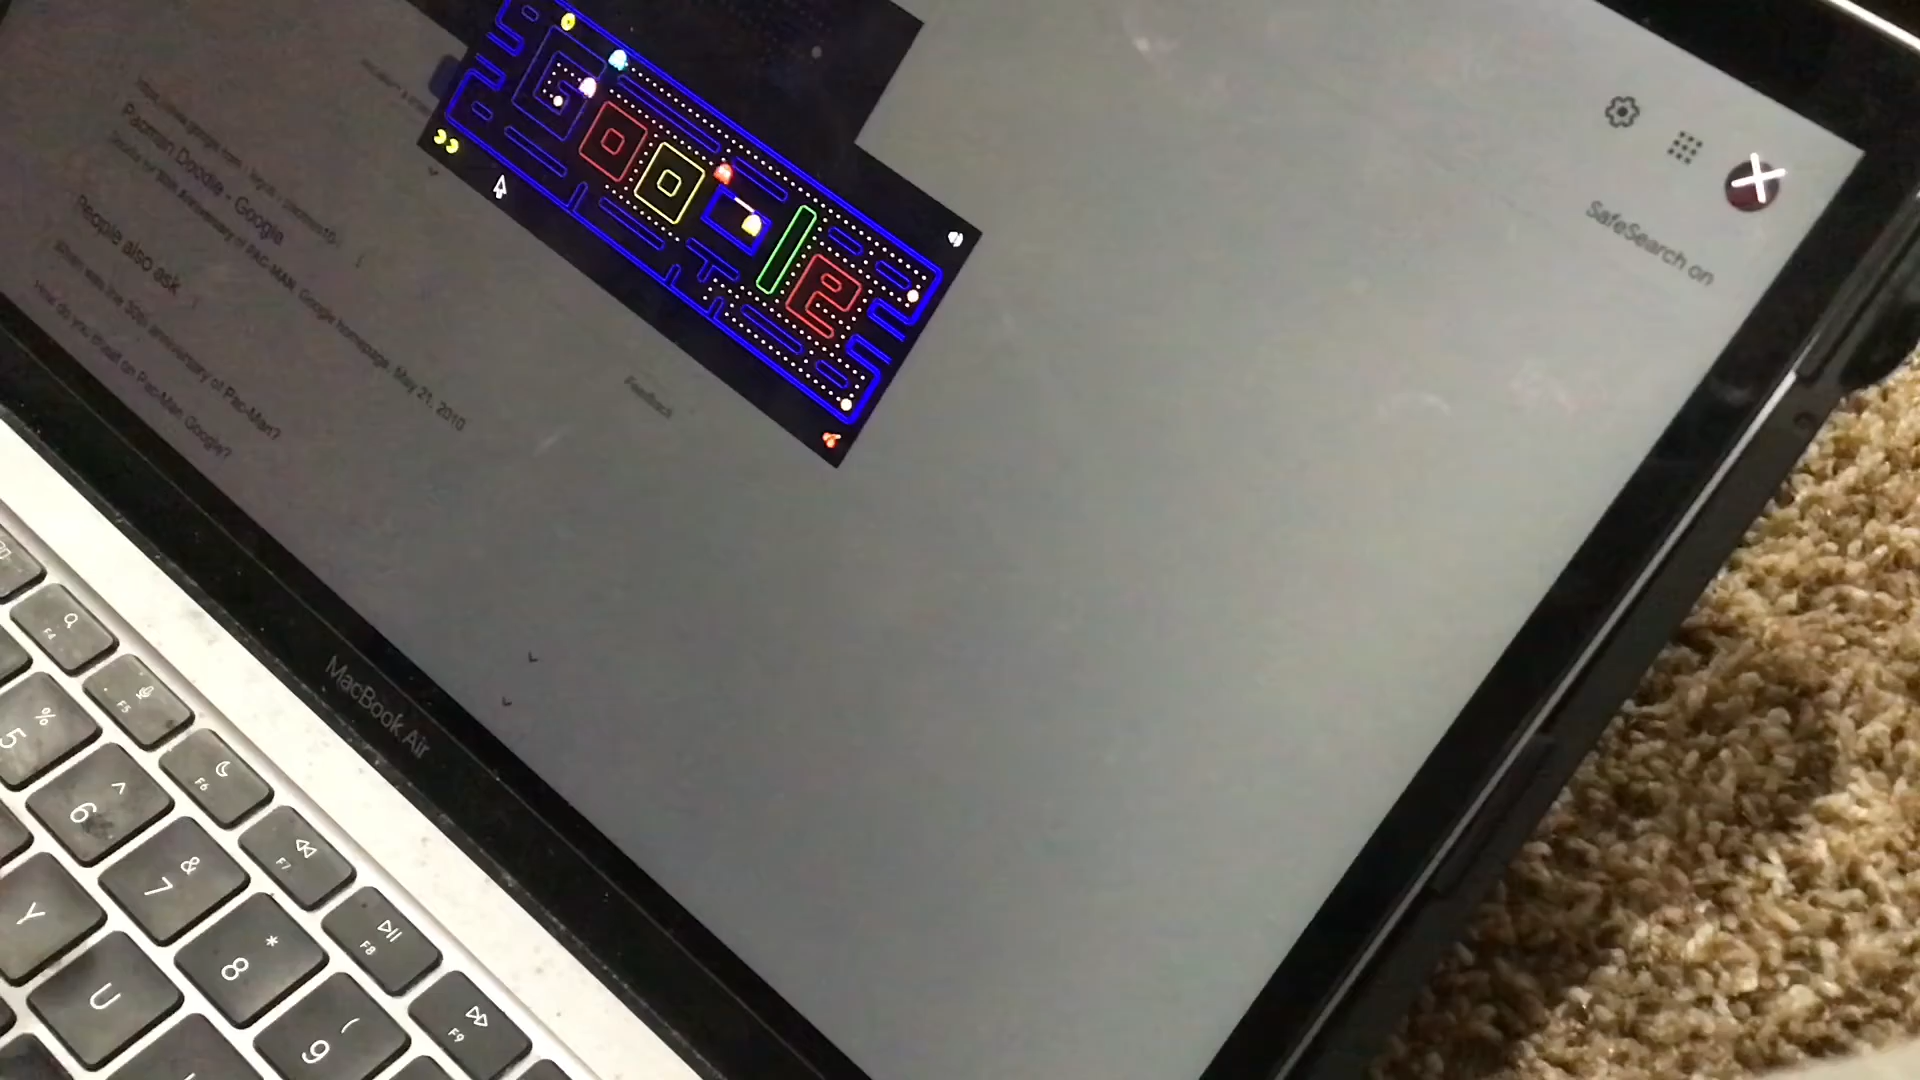 Google
SafeSearch on
Pacman Doodle - Google
Google homepage, May 21, 2010
People also ask
When was the 30th anniversary of Pac-Man?
How do you cheat on Pac-Man Google?
Feedback
MacBook Air
F4
F5
F6
F7
F8
F9
% 5
^ 6
& 7
* 8
( 9
Y
U